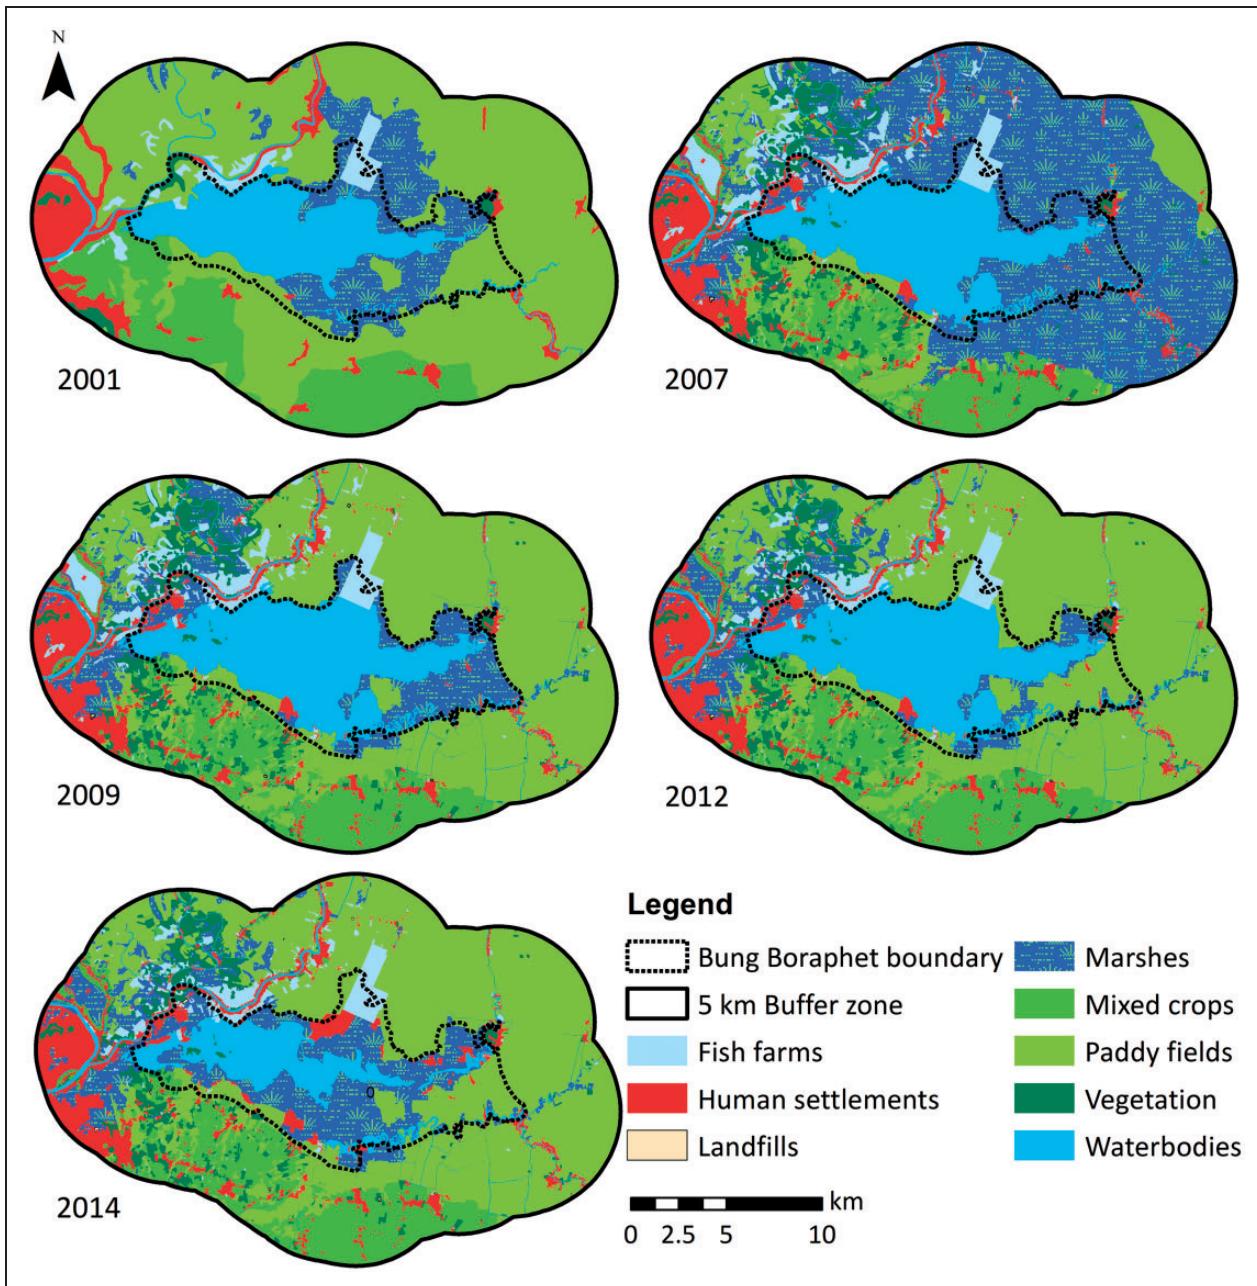 N
2001
2007
2009
2012
2014
0
Legend
Bung Boraphet boundary
5 km Buffer zone
Fish farms
Human settlements
Landfills
Marshes
Mixed crops
Paddy fields
Vegetation
Waterbodies
km
0 2.5 5 10